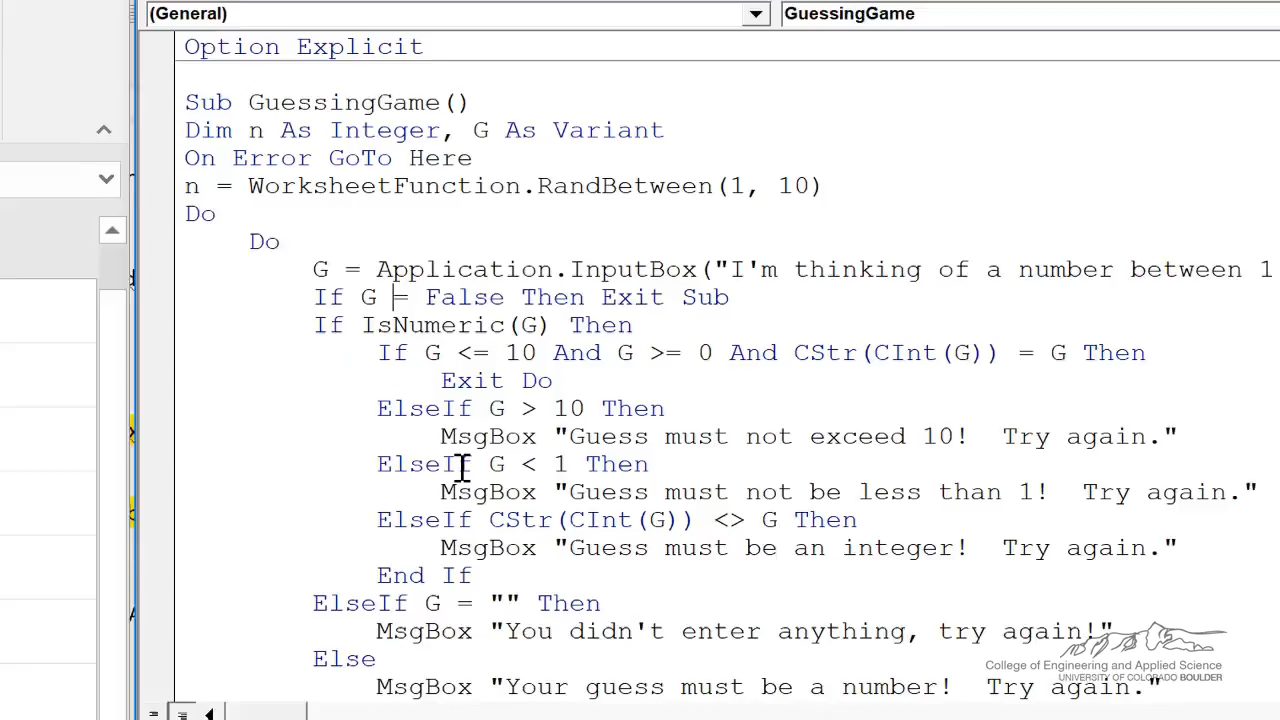 (General) GuessingGame
Option Explicit
Sub GuessingGame()
Dim n As Integer, G As Variant
On Error GoTo Here
n = WorksheetFunction.RandBetween(1, 10)
Do
Do
G = Application.InputBox("I'm thinking of a number between 1
If G = False Then Exit Sub
If IsNumeric(G) Then
If G <= 10 And G >= 0 And CStr(CInt(G)) = G Then
Exit Do
ElseIf G > 10 Then
MsgBox "Guess must not exceed 10!  Try again."
ElseIf G < 1 Then
MsgBox "Guess must not be less than 1!  Try again."
ElseIf CStr(CInt(G)) <> G Then
MsgBox "Guess must be an integer!  Try again."
End If
ElseIf G = "" Then
MsgBox "You didn't enter anything, try again!"
Else
MsgBox "Your guess must be a number!  Try again."
College of Engineering and Applied Science
UNIVERSITY OF COLORADO BOULDER